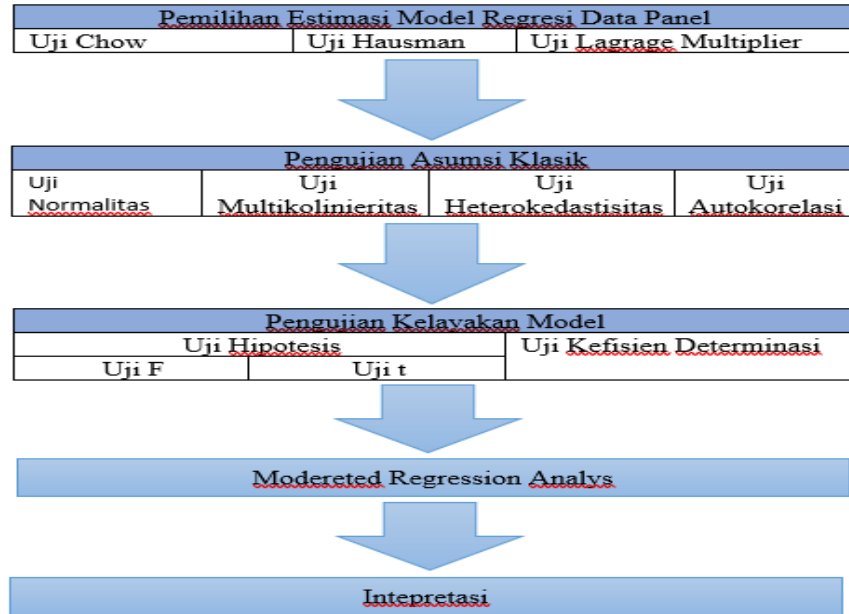 Pemilihan Estimasi Model Regresi Data Panel
Uji Chow
Uji Hausman
Uji Lagrage Multiplier
Pengujian Asumsi Klasik
Uji
Normalitas
Uji
Multikolinieritas
Uji
Heterokedastisitas
Uji
Autokorelasi
Pengujian Kelayakan Model
Uji Hipotesis
Uji Kefisien Determinasi
Uji F
Uji t
Modereted Regression Analys
Intepretasi